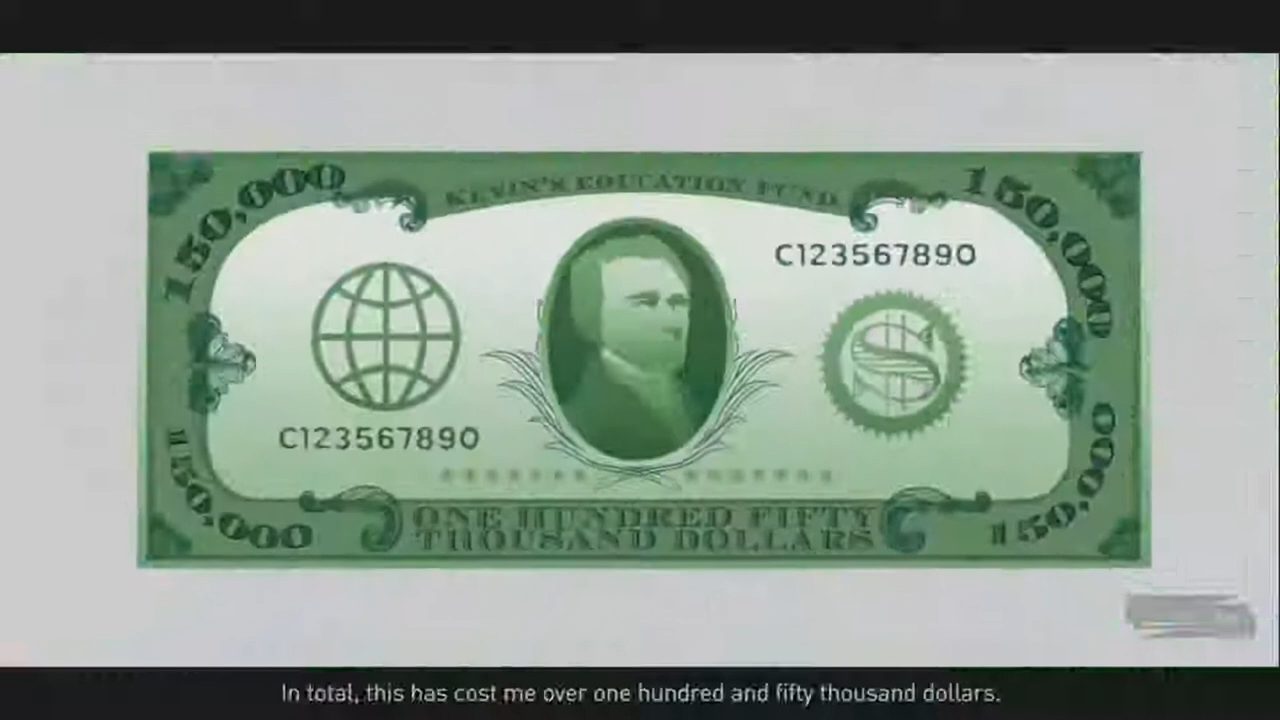 KEVIN'S EDUCATION FUND
150,000
150,000
C123567890
C123567890
150,000
ONE HUNDRED FIFTY
THOUSAND DOLLARS
150,000
In total, this has cost me over one hundred and fifty thousand dollars.